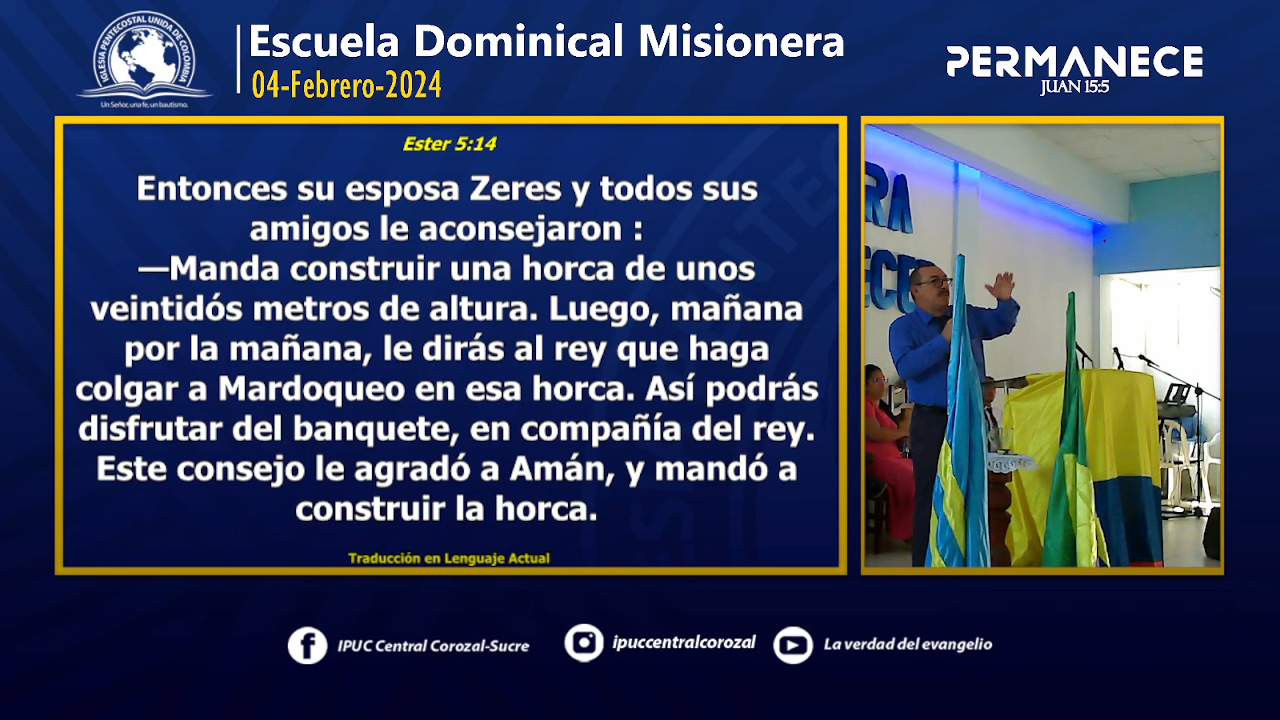 IGLESIA PENTECOSTAL UNIDA DE COLOMBIA
Un Señor, una fe, un bautismo.
Escuela Dominical Misionera
04-Febrero-2024
PERMANECE
JUAN 15:5
Ester 5:14
Entonces su esposa Zeres y todos sus
amigos le aconsejaron :
—Manda construir una horca de unos
veintidós metros de altura. Luego, mañana
por la mañana, le dirás al rey que haga
colgar a Mardoqueo en esa horca. Así podrás
disfrutar del banquete, en compañía del rey.
Este consejo le agradó a Amán, y mandó a
construir la horca.
Traducción en Lenguaje Actual
IPUC Central Corozal-Sucre
ipuccentralcorozal
La verdad del evangelio